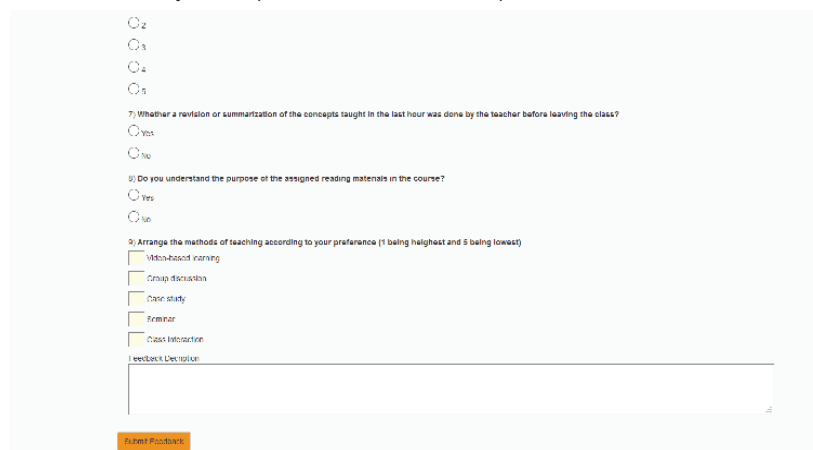 2
3
4
5
7) Whether a revision or summarization of the concepts taught in the last hour was done by the teacher before leaving the class?
Yes
No
8) Do you understand the purpose of the assigned reading materials in the course?
Yes
No
9) Arrange the methods of teaching according to your preference (1 being heighest and 5 being lowest)
Video-based learning
Group discussion
Case study
Seminar
Class Interaction
Feedback Decription
Submit Feedback